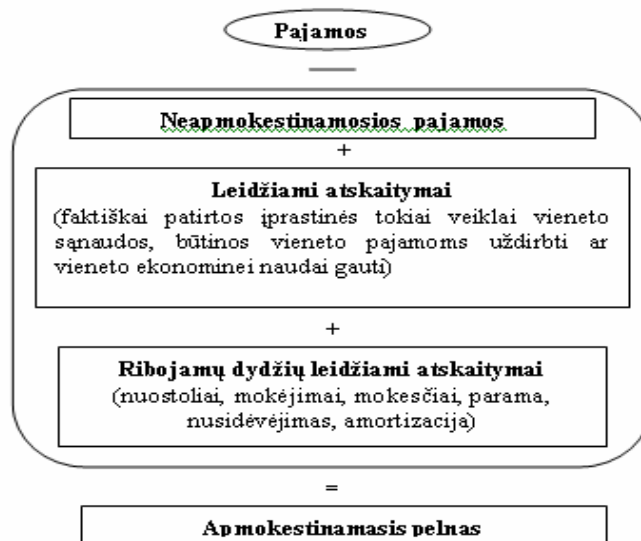 Pajamos
—
Neapmokestinamosios pajamos
+
Leidžiami atskaitymai
(faktiškai patirtos įprastinės tokiai veiklai vieneto
sąnaudos, būtinos vieneto pajamoms uždirbti ar
vieneto ekonominei naudai gauti)
+
Ribojamų dydžių leidžiami atskaitymai
(nuostoliai, mokėjimai, mokesčiai, parama,
nusidėvėjimas, amortizacija)
=
Apmokestinamasis pelnas